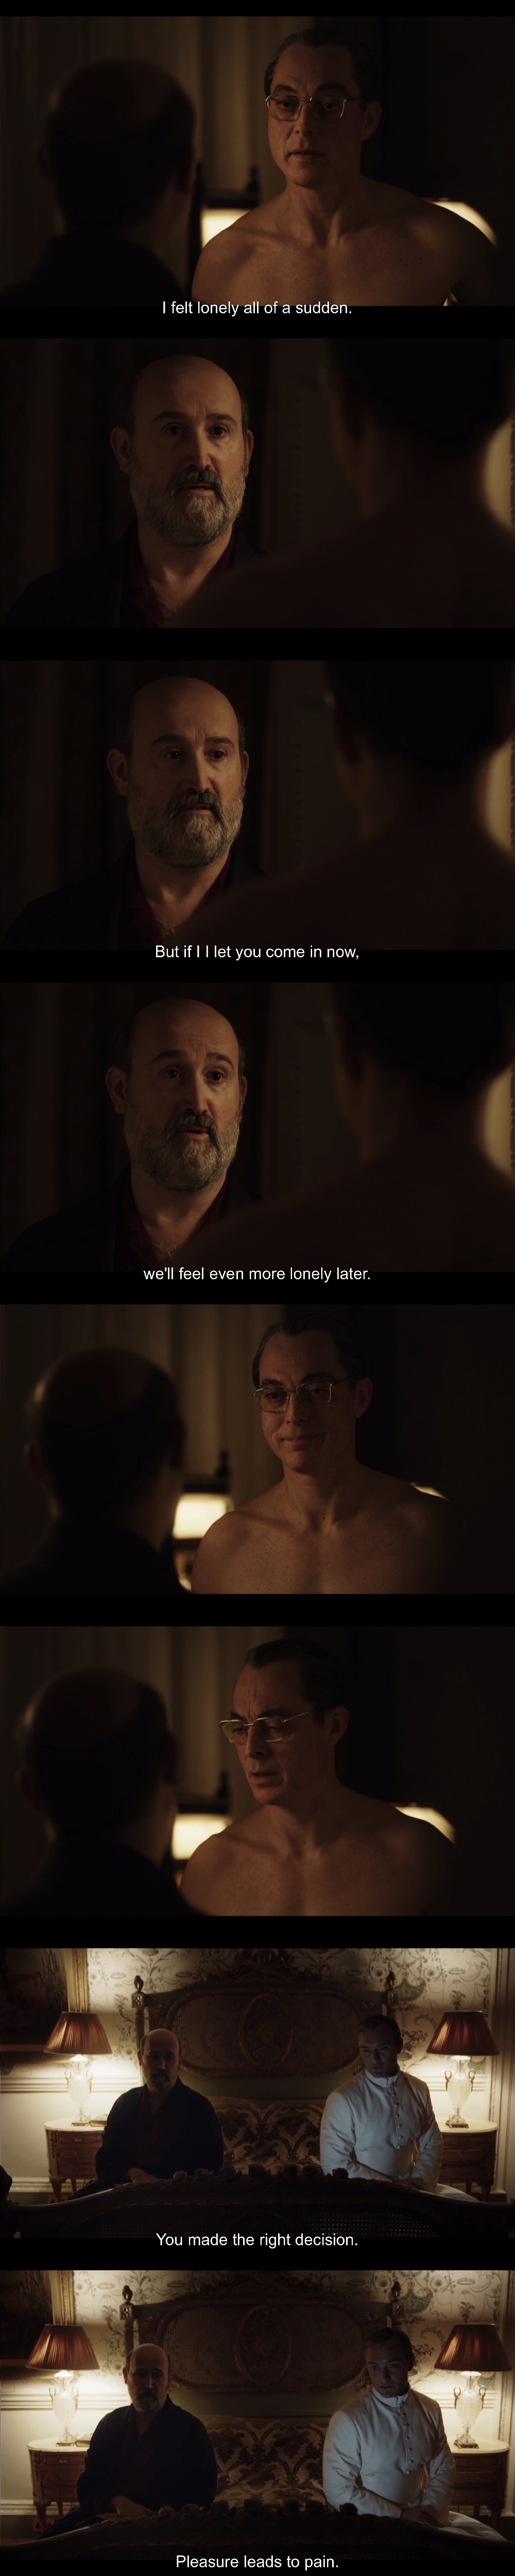 I felt lonely all of a sudden.
But if I I let you come in now,
we'll feel even more lonely later.
You made the right decision.
Pleasure leads to pain.